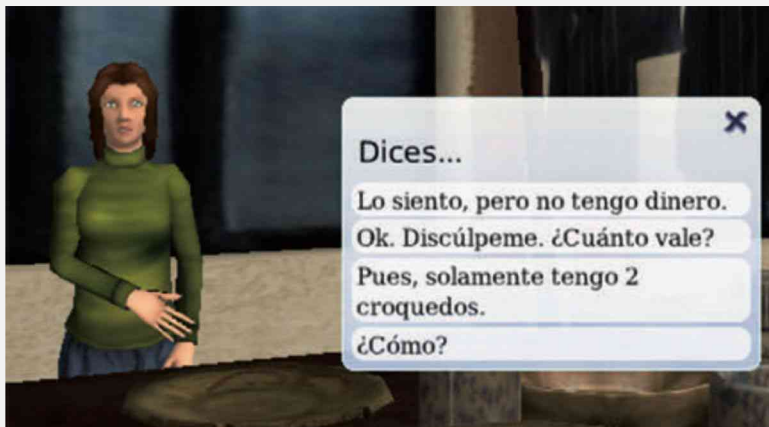 Dices...
Lo siento, pero no tengo dinero.
Ok. Discúlpeme. ¿Cuánto vale?
Pues, solamente tengo 2
croquedos.
¿Cómo?